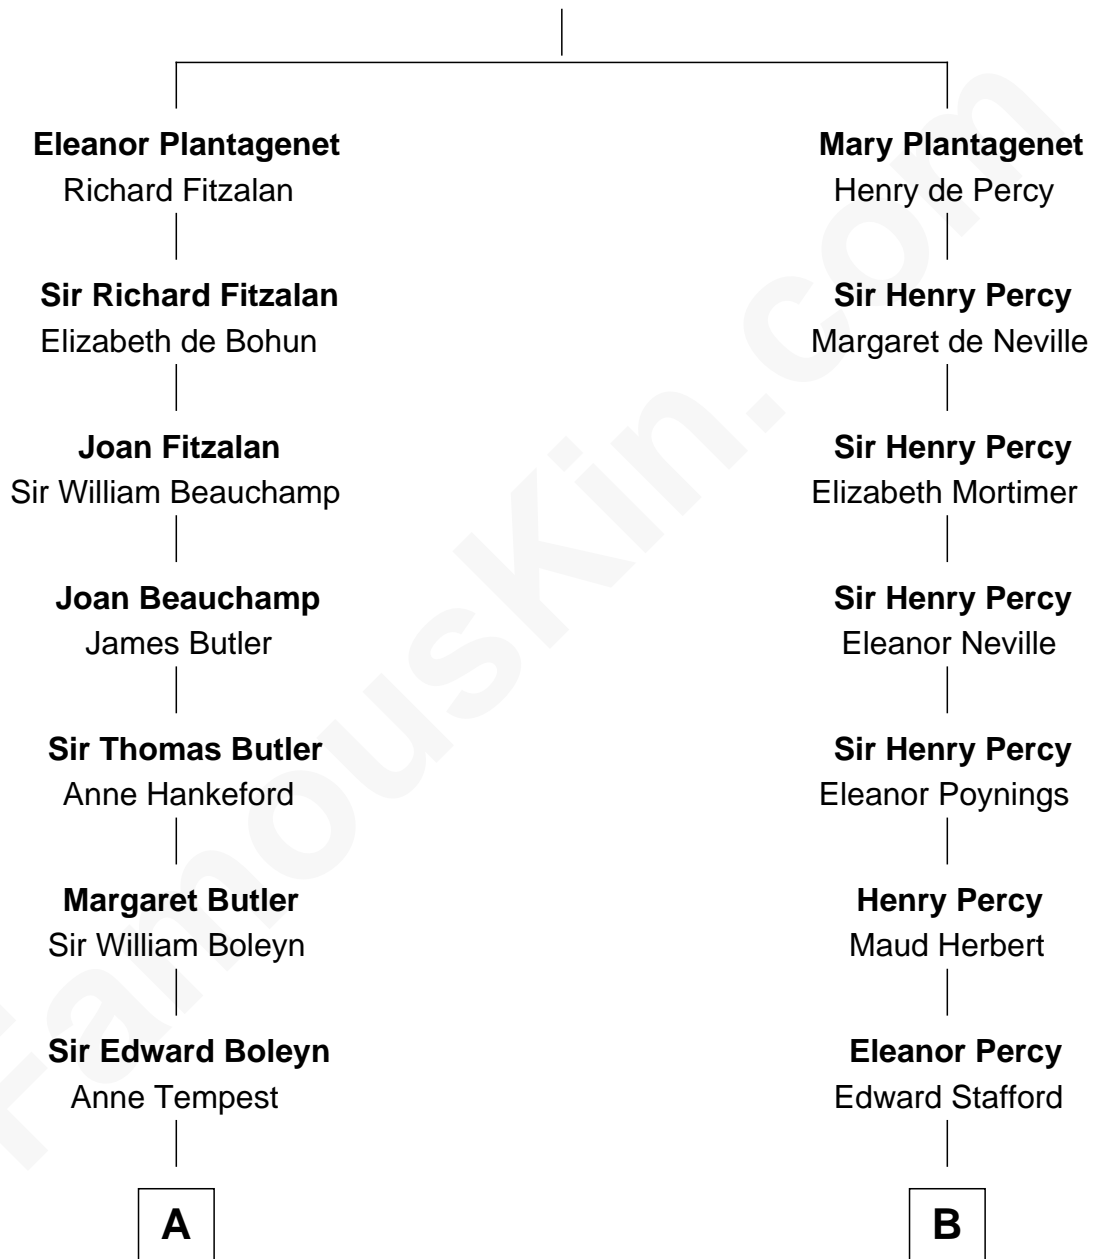 Eleanor Plantagenet
Richard Fitzalan
Sir Richard Fitzalan
Elizabeth de Bohun
Joan Fitzalan
Sir William Beauchamp
Joan Beauchamp
James Butler
Sir Thomas Butler
Anne Hankeford
Margaret Butler
Sir William Boleyn
Sir Edward Boleyn
Anne Tempest
A
Mary Plantagenet
Henry de Percy
Sir Henry Percy
Margaret de Neville
Sir Henry Percy
Elizabeth Mortimer
Sir Henry Percy
Eleanor Neville
Sir Henry Percy
Eleanor Poynings
Henry Percy
Maud Herbert
Eleanor Percy
Edward Stafford
B
FamousKin.com